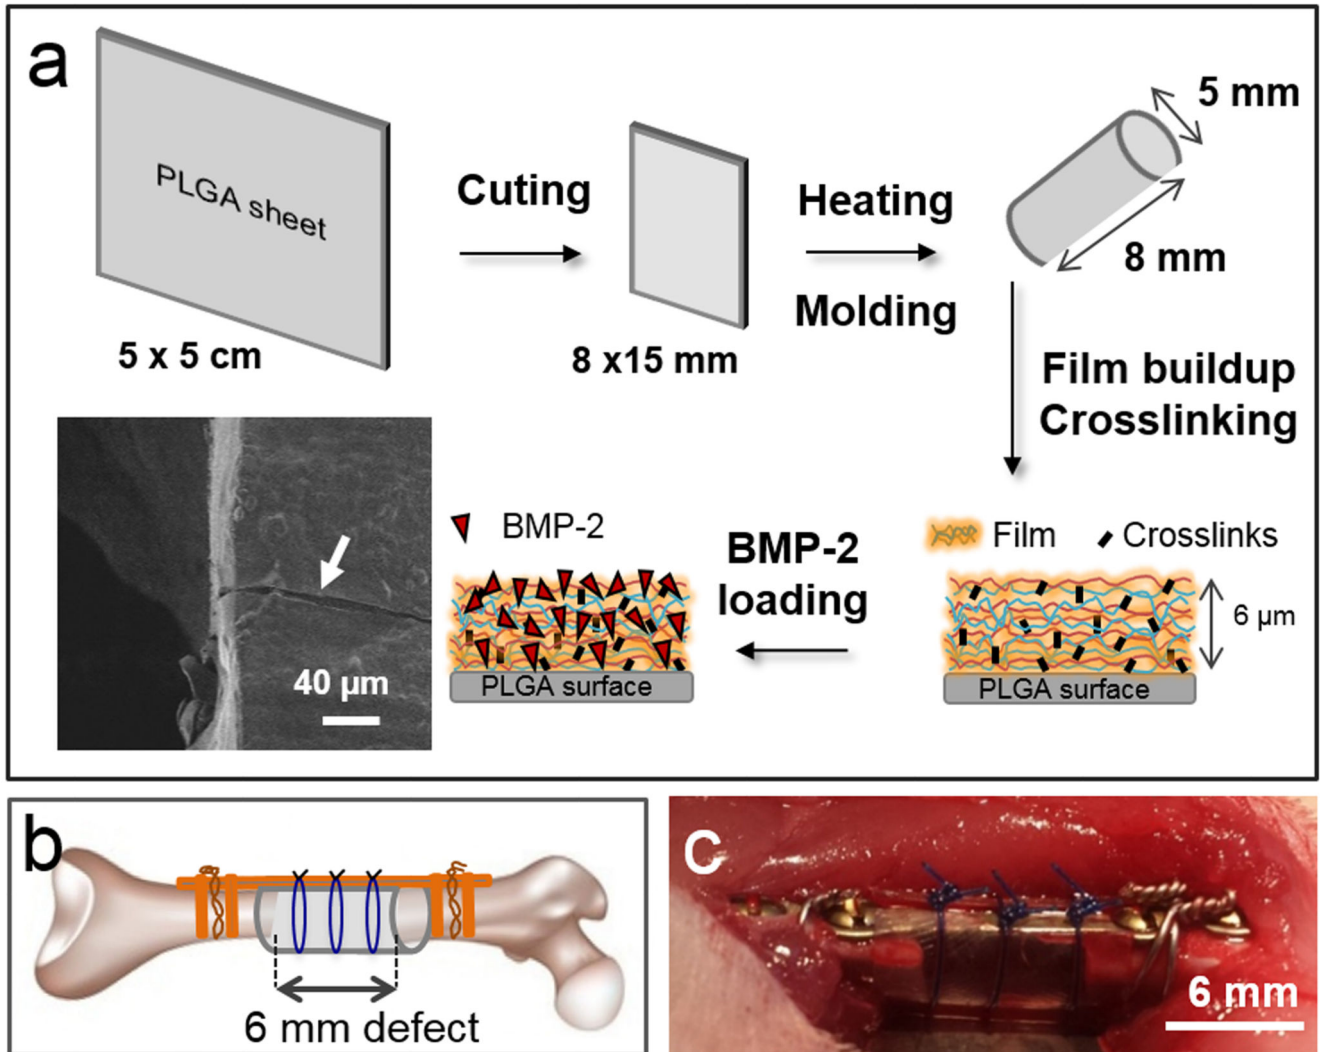 a
PLGA sheet
5 x 5 cm
Cuting
8 x15 mm
Heating
Molding
5 mm
8 mm
Film buildup
Crosslinking
40 µm
BMP-2
PLGA surface
BMP-2
loading
Film
Crosslinks
6 µm
PLGA surface
b
6 mm defect
c
6 mm